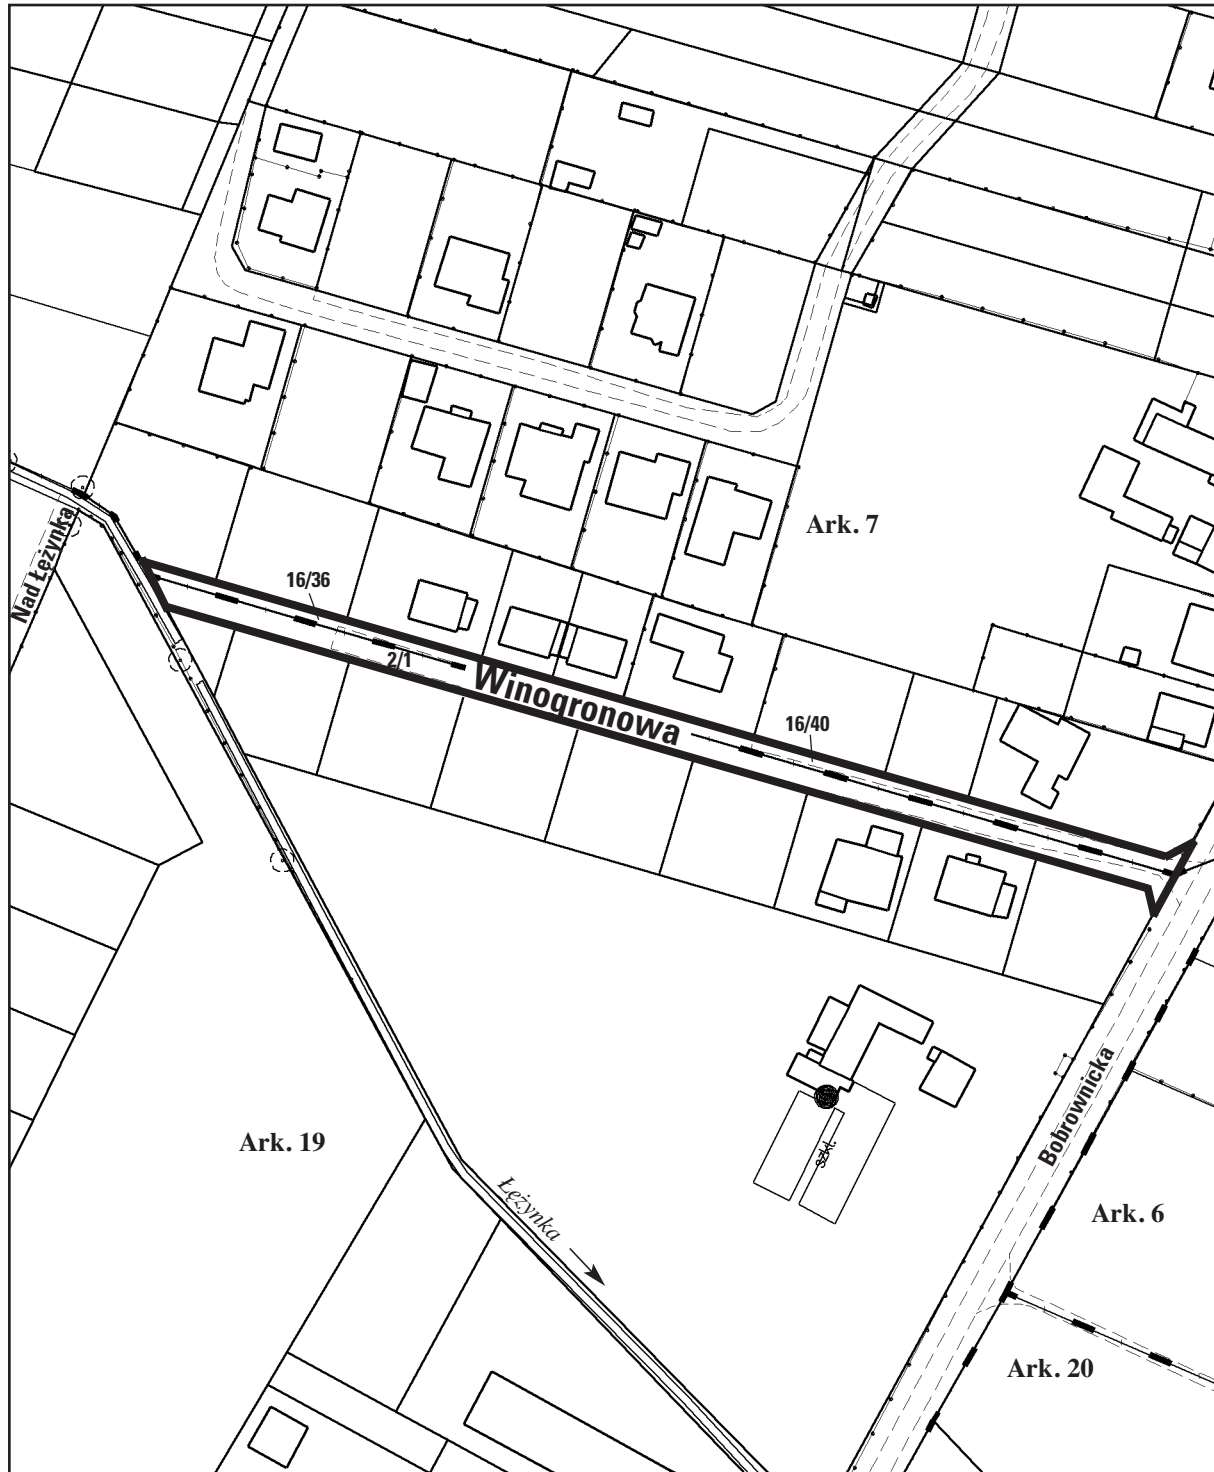 Ark. 7
Nad Łężynką
16/36
2/1
Winogronowa
16/40
Bobrownicka
Ark. 19
szkl.
Łężynka
Ark. 6
Ark. 20